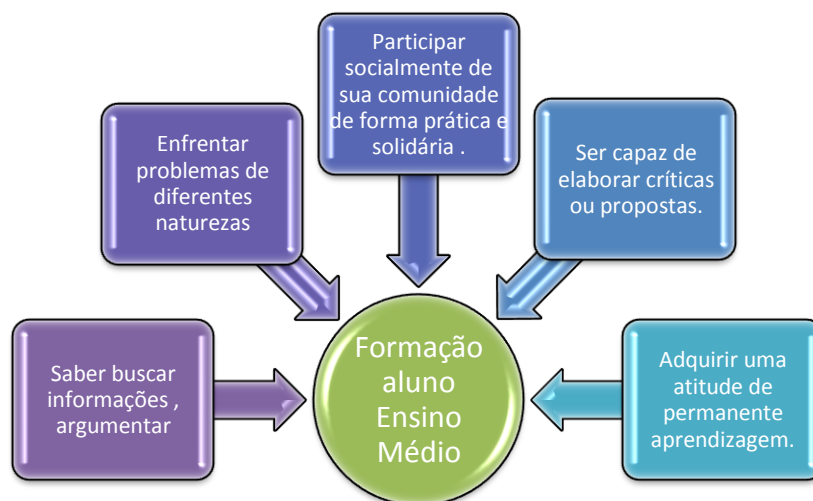 Saber buscar
informações ,
argumentar
Enfrentar
problemas de
diferentes
naturezas
Participar
socialmente de
sua comunidade
de forma prática e
solidária .
Ser capaz de
elaborar críticas
ou propostas.
Adquirir uma
atitude de
permanente
aprendizagem.
Formação
aluno
Ensino
Médio